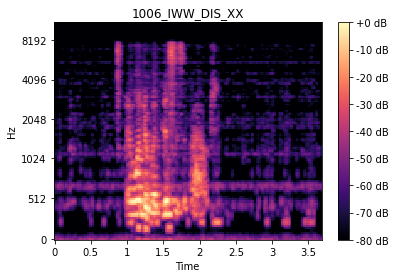 1006_IWW_DIS_XX
+0 dB
8192
-10 dB
4096
-20 dB
-30 dB
Hz
2048
-40 dB
1024
-50 dB
512
-60 dB
-70 dB
0
-80 dB
0 0.5 1 1.5 2 2.5 3 3.5
Time